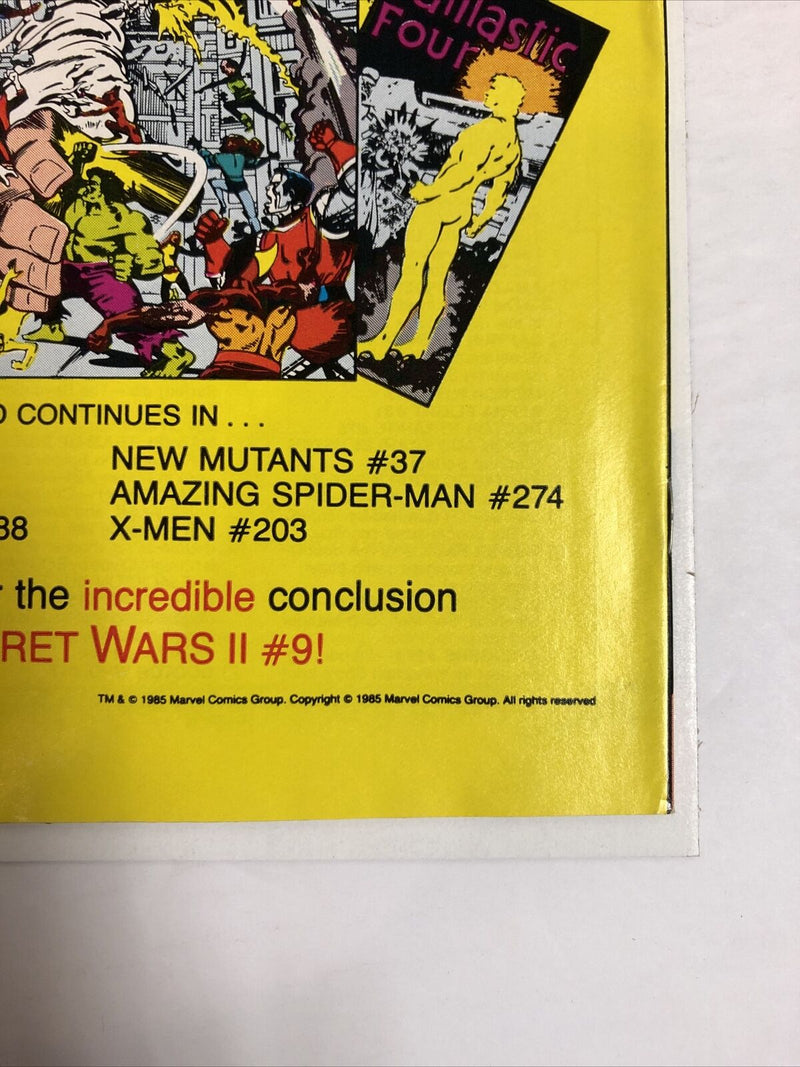 Fantastic
Four
CONTINUES IN . . .
NEW MUTANTS #37
AMAZING SPIDER-MAN #274
38 X-MEN #203
the incredible conclusion
RET WARS II #9!
TM & © 1985 Marvel Comics Group. Copyright © 1985 Marvel Comics Group. All rights reserved